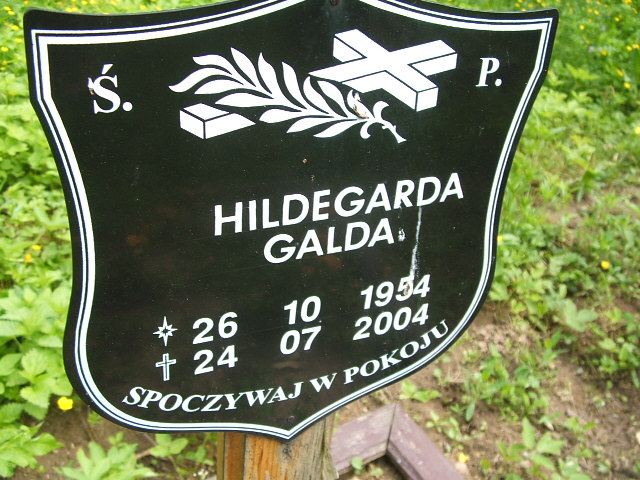 Ś. P.
HILDEGARDA
GALDA
26 10 1954
24 07 2004
SPOCZYWAJ W POKOJU